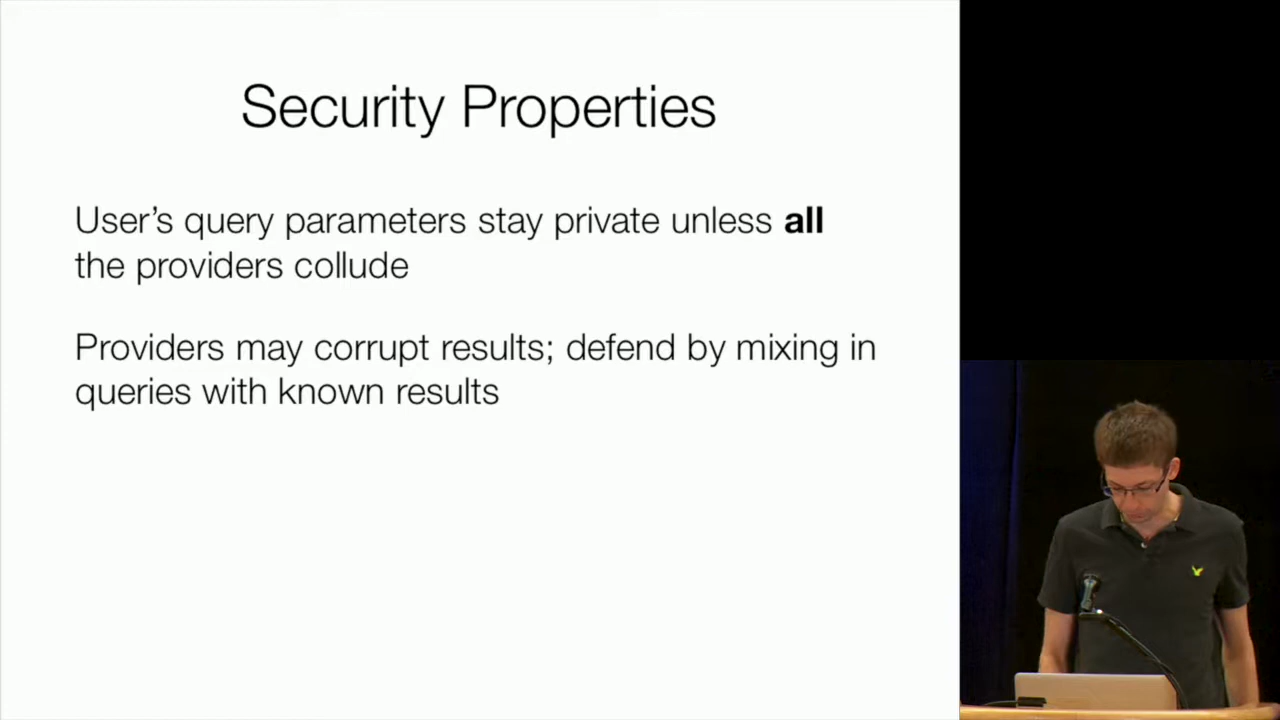 Security Properties
User's query parameters stay private unless all
the providers collude
Providers may corrupt results; defend by mixing in
queries with known results